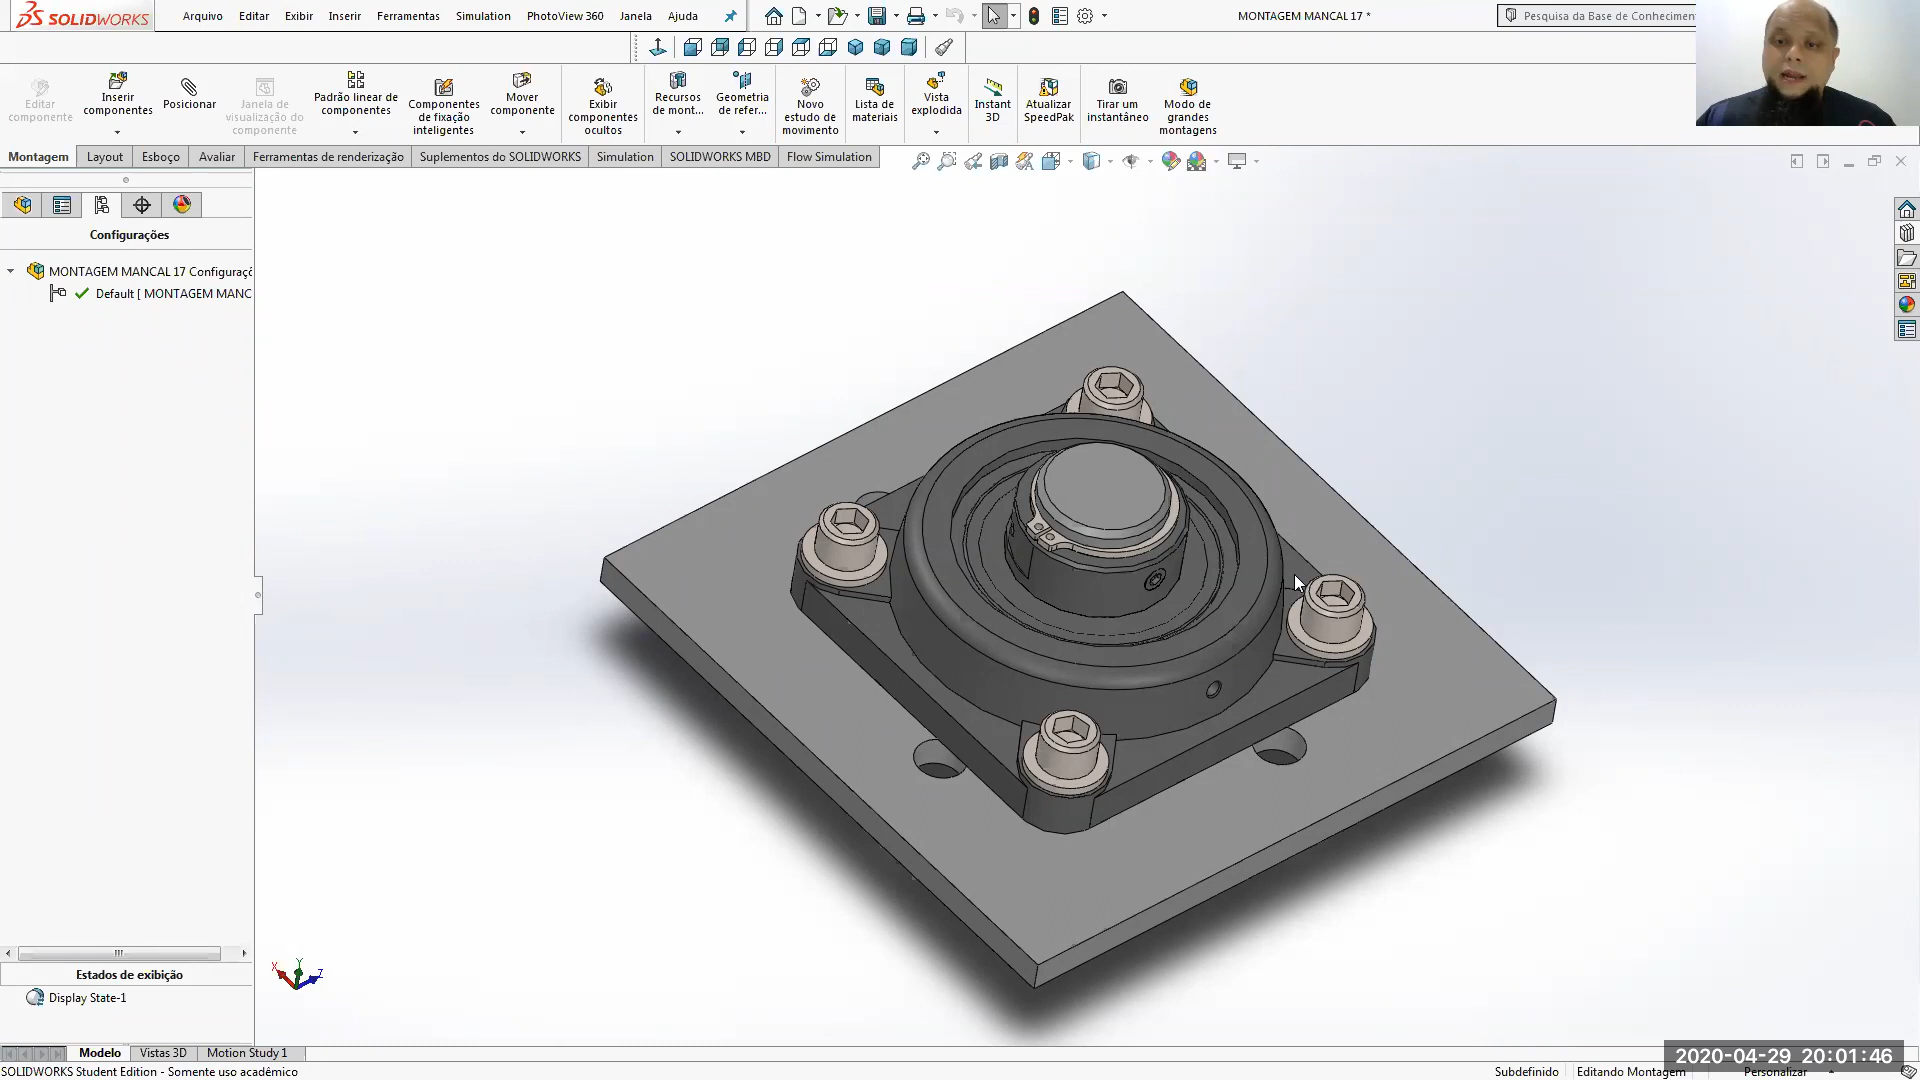 SOLIDWORKS Arquivo Editar Exibir Inserir Ferramentas Simulation PhotoView 360 Janela Ajuda MONTAGEM MANCAL 17 * Pesquisa da Base de Conhecimen
Editar componente
Inserir componentes
Posicionar
Janela de visualização do componente
Padrão linear de componentes
Componentes de fixação inteligentes
Mover componente
Exibir componentes ocultos
Recursos de mont...
Geometria de refer...
Novo estudo de movimento
Lista de materiais
Vista explodida
Instant 3D
Atualizar SpeedPak
Tirar um instantâneo
Modo de grandes montagens
Montagem Layout Esboço Avaliar Ferramentas de renderização Suplementos do SOLIDWORKS Simulation SOLIDWORKS MBD Flow Simulation
Configurações
MONTAGEM MANCAL 17 Configuraçõ
Default [ MONTAGEM MANC
X Y Z
Estados de exibição
Display State-1
Modelo Vistas 3D Motion Study 1
2020-04-29 20:01:46
SOLIDWORKS Student Edition - Somente uso acadêmico Subdefinido Editando Montagem Personalizar